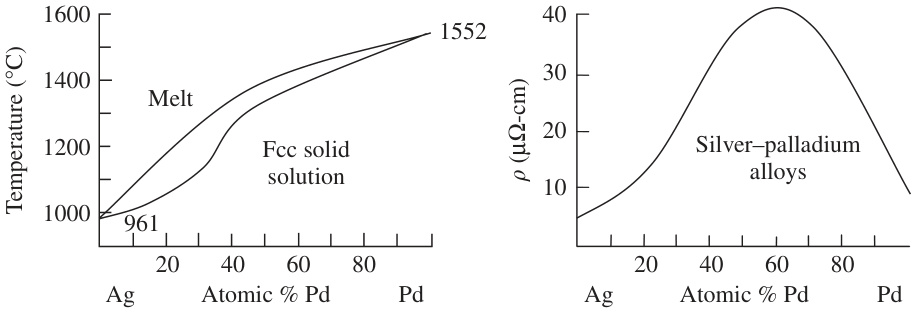 Temperature (°C)
1600
1400
1200
1000
1552
Melt
Fcc solid
solution
961
20 40 60 80
Ag Atomic % Pd Pd
ρ (μΩ-cm)
40
30
20
10
Silver–palladium
alloys
20 40 60 80
Ag Atomic % Pd Pd